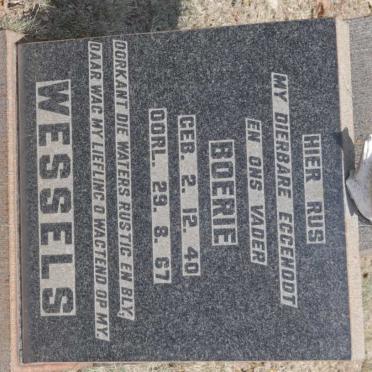 HIER RUS
MY DIERBARE EGGENOOT
EN ONS VADER
BOERIE
GEB. 2. 12. 40
OORL. 29. 8. 67
OORKANT DIE WATERS RUSTIG EN BLY,
DAAR WAG MY LIEFLING O WAGTEND OP MY.
WESSELS